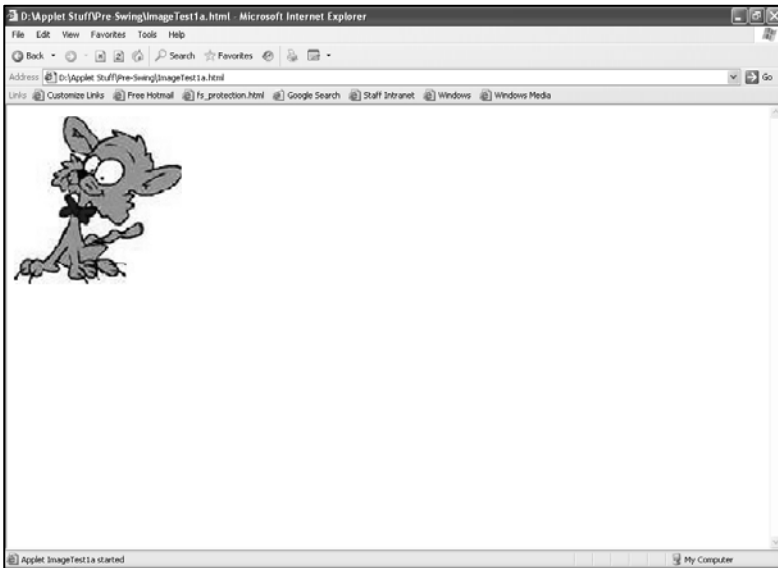 D:\Applet Stuff\Pre-Swing\ImageTest1a.html - Microsoft Internet Explorer
File Edit View Favorites Tools Help
Back Search Favorites
Address D:\Applet Stuff\Pre-Swing\ImageTest1a.html Go
Links Customize Links Free Hotmail fs_protection.html Google Search Staff Intranet Windows Windows Media
Applet ImageTest1a started My Computer